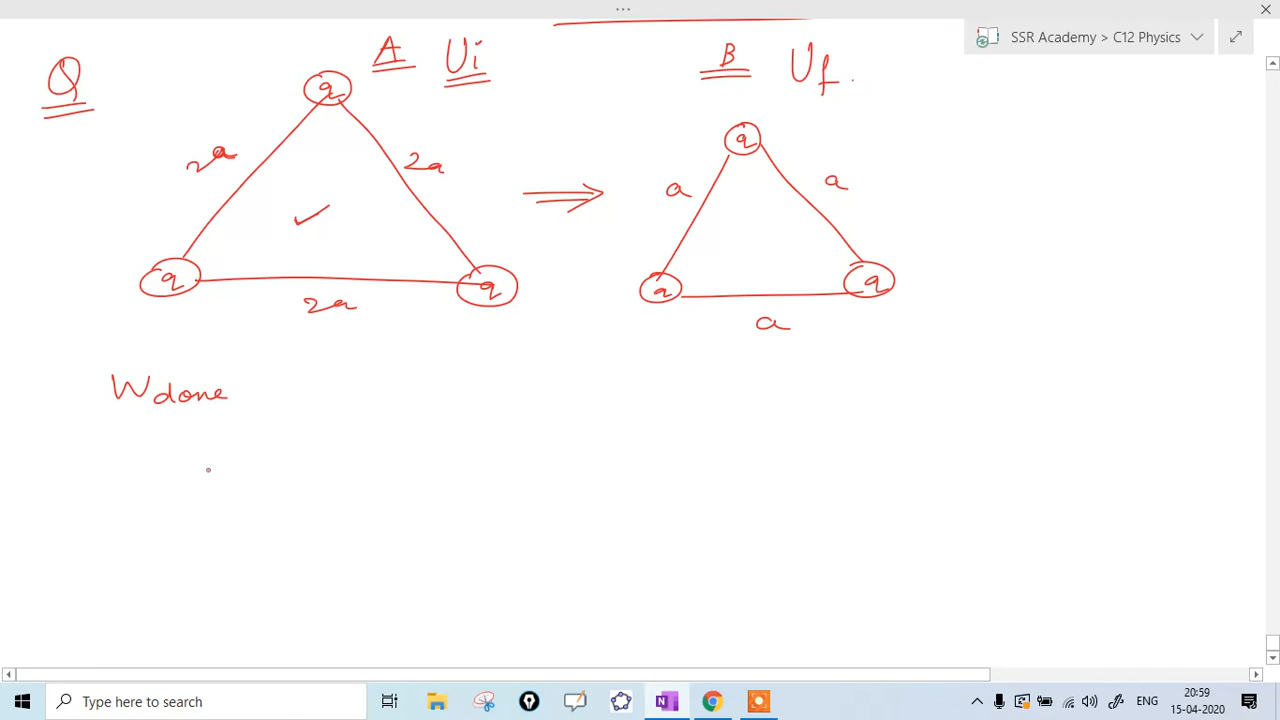 ...
SSR Academy > C12 Physics
Q
A Ui
B Uf
q
2a
2a
q
q
2a
q
a
a
q
q
a
Wdone
Type here to search
ENG
20:59
15-04-2020